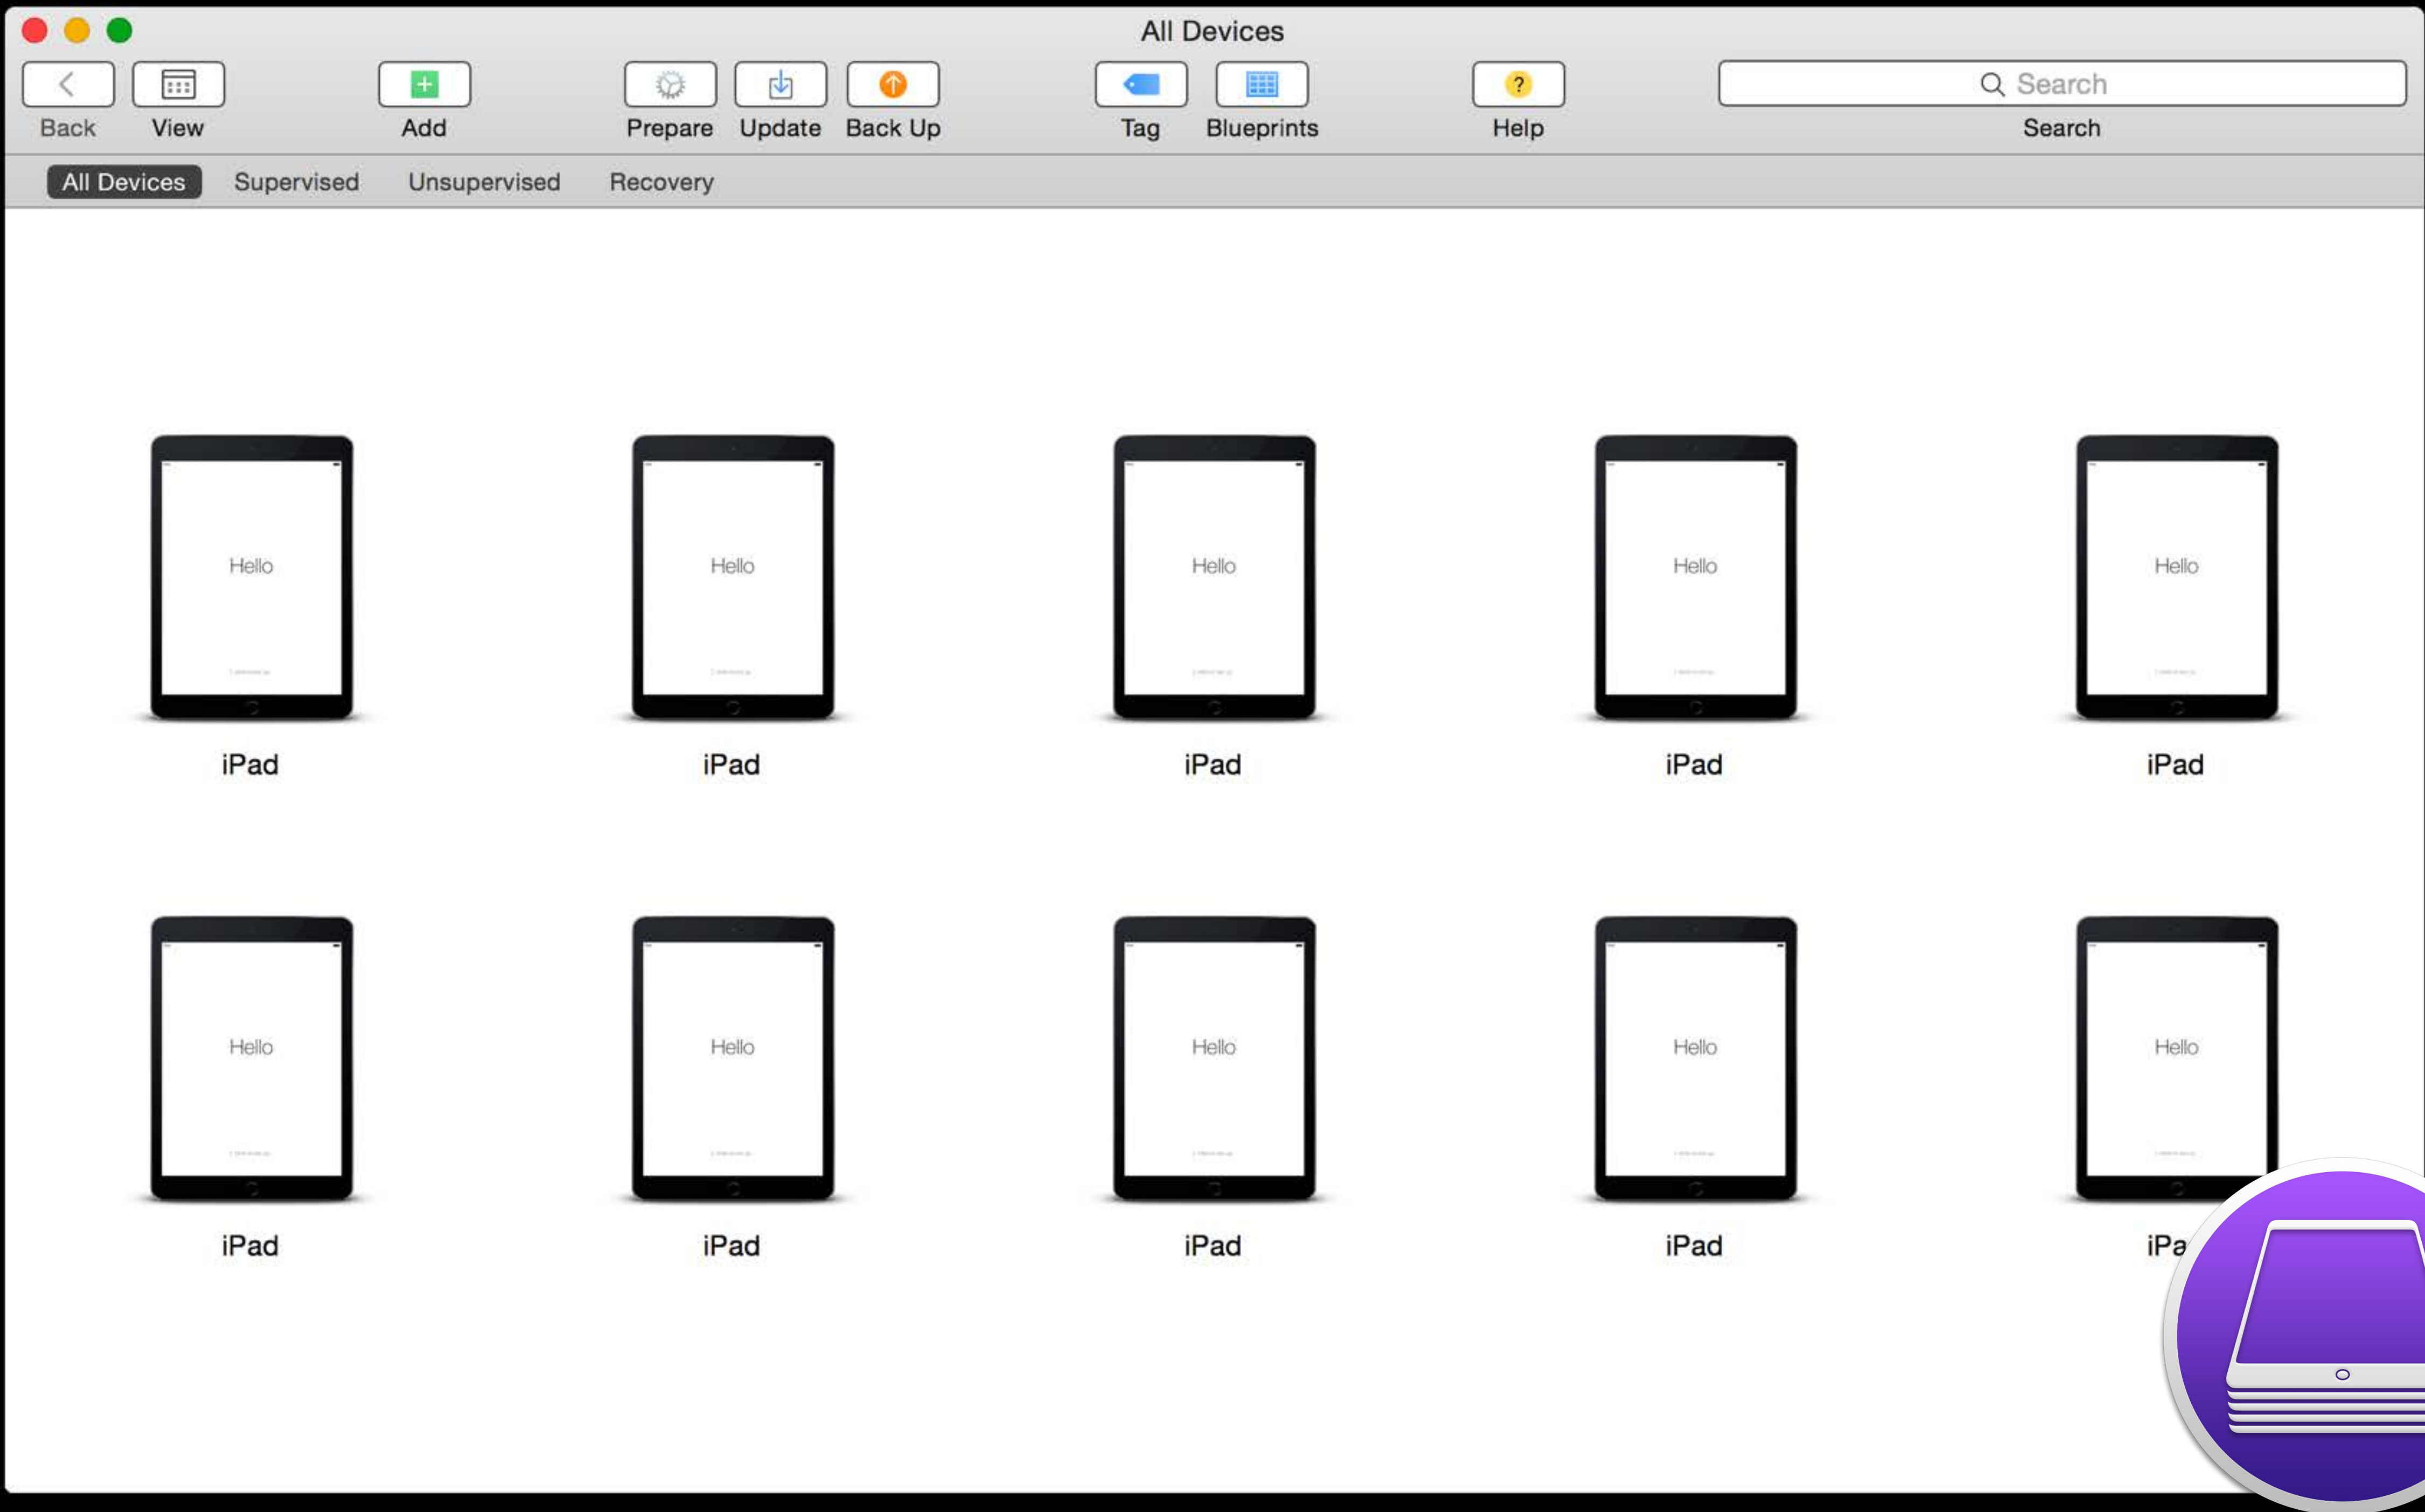 All Devices
Search
Back View Add Prepare Update Back Up Tag Blueprints Help Search
All Devices Supervised Unsupervised Recovery
Hello Hello Hello Hello Hello
iPad iPad iPad iPad iPad
Hello Hello Hello Hello Hello
iPad iPad iPad iPad iPa